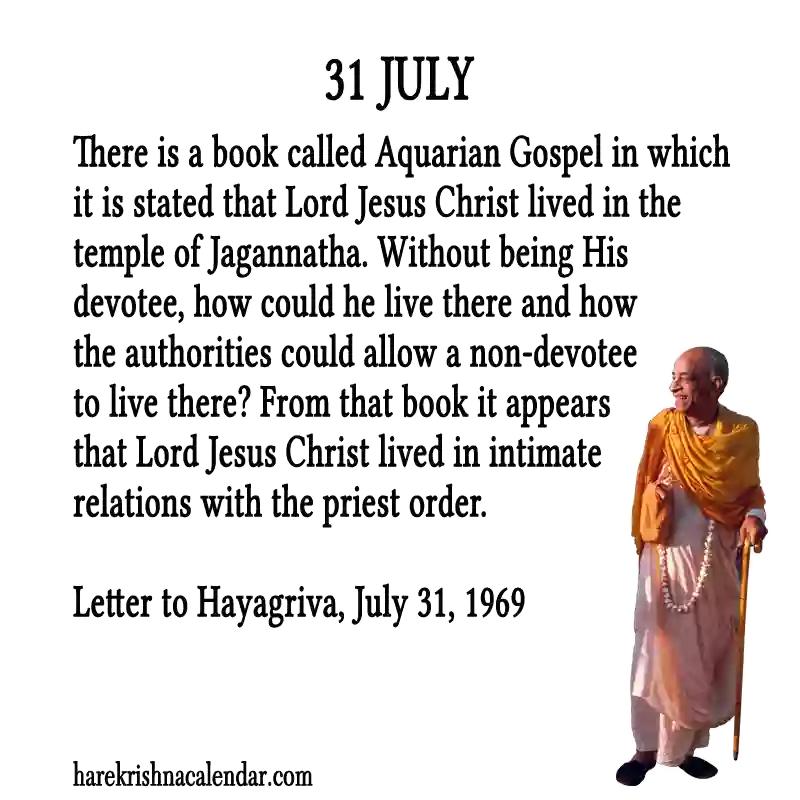 31 JULY
There is a book called Aquarian Gospel in which
it is stated that Lord Jesus Christ lived in the
temple of Jagannatha. Without being His
devotee, how could he live there and how
the authorities could allow a non-devotee
to live there? From that book it appears
that Lord Jesus Christ lived in intimate
relations with the priest order.
Letter to Hayagriva, July 31, 1969
harekrishnacalendar.com